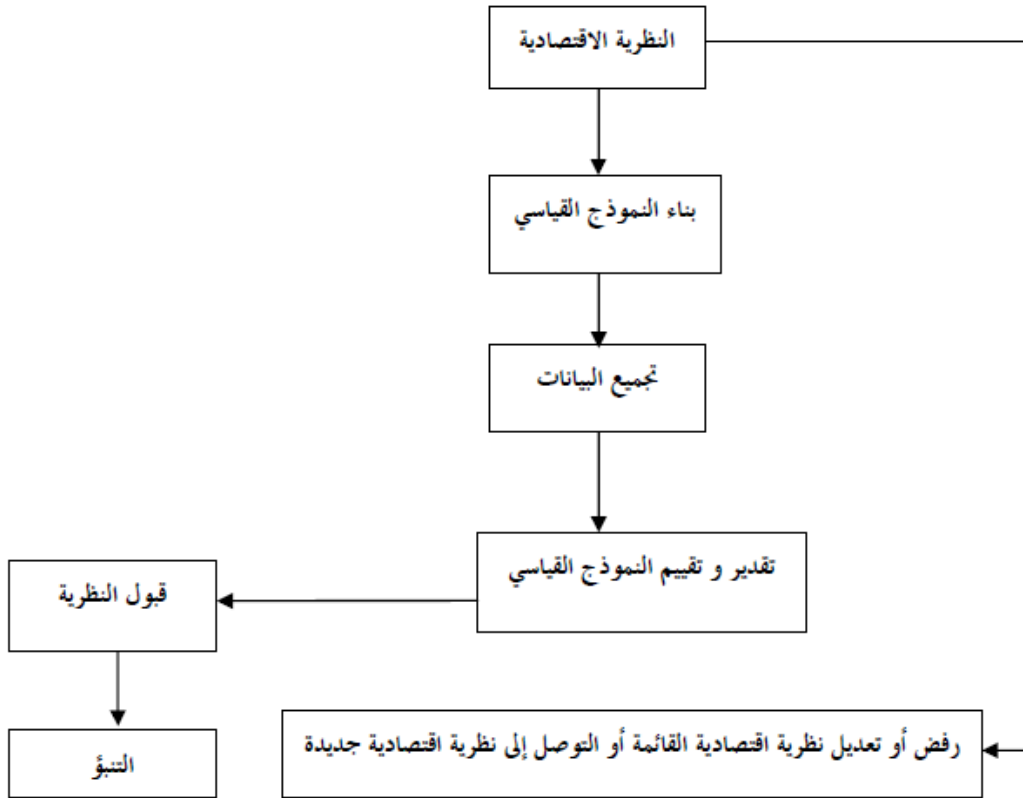 النظرية الاقتصادية
بناء النموذج القياسي
تجميع البيانات
تقدير و تقييم النموذج القياسي
قبول النظرية
رفض أو تعديل نظرية اقتصادية القائمة أو التوصل إلى نظرية اقتصادية جديدة
التنبؤ